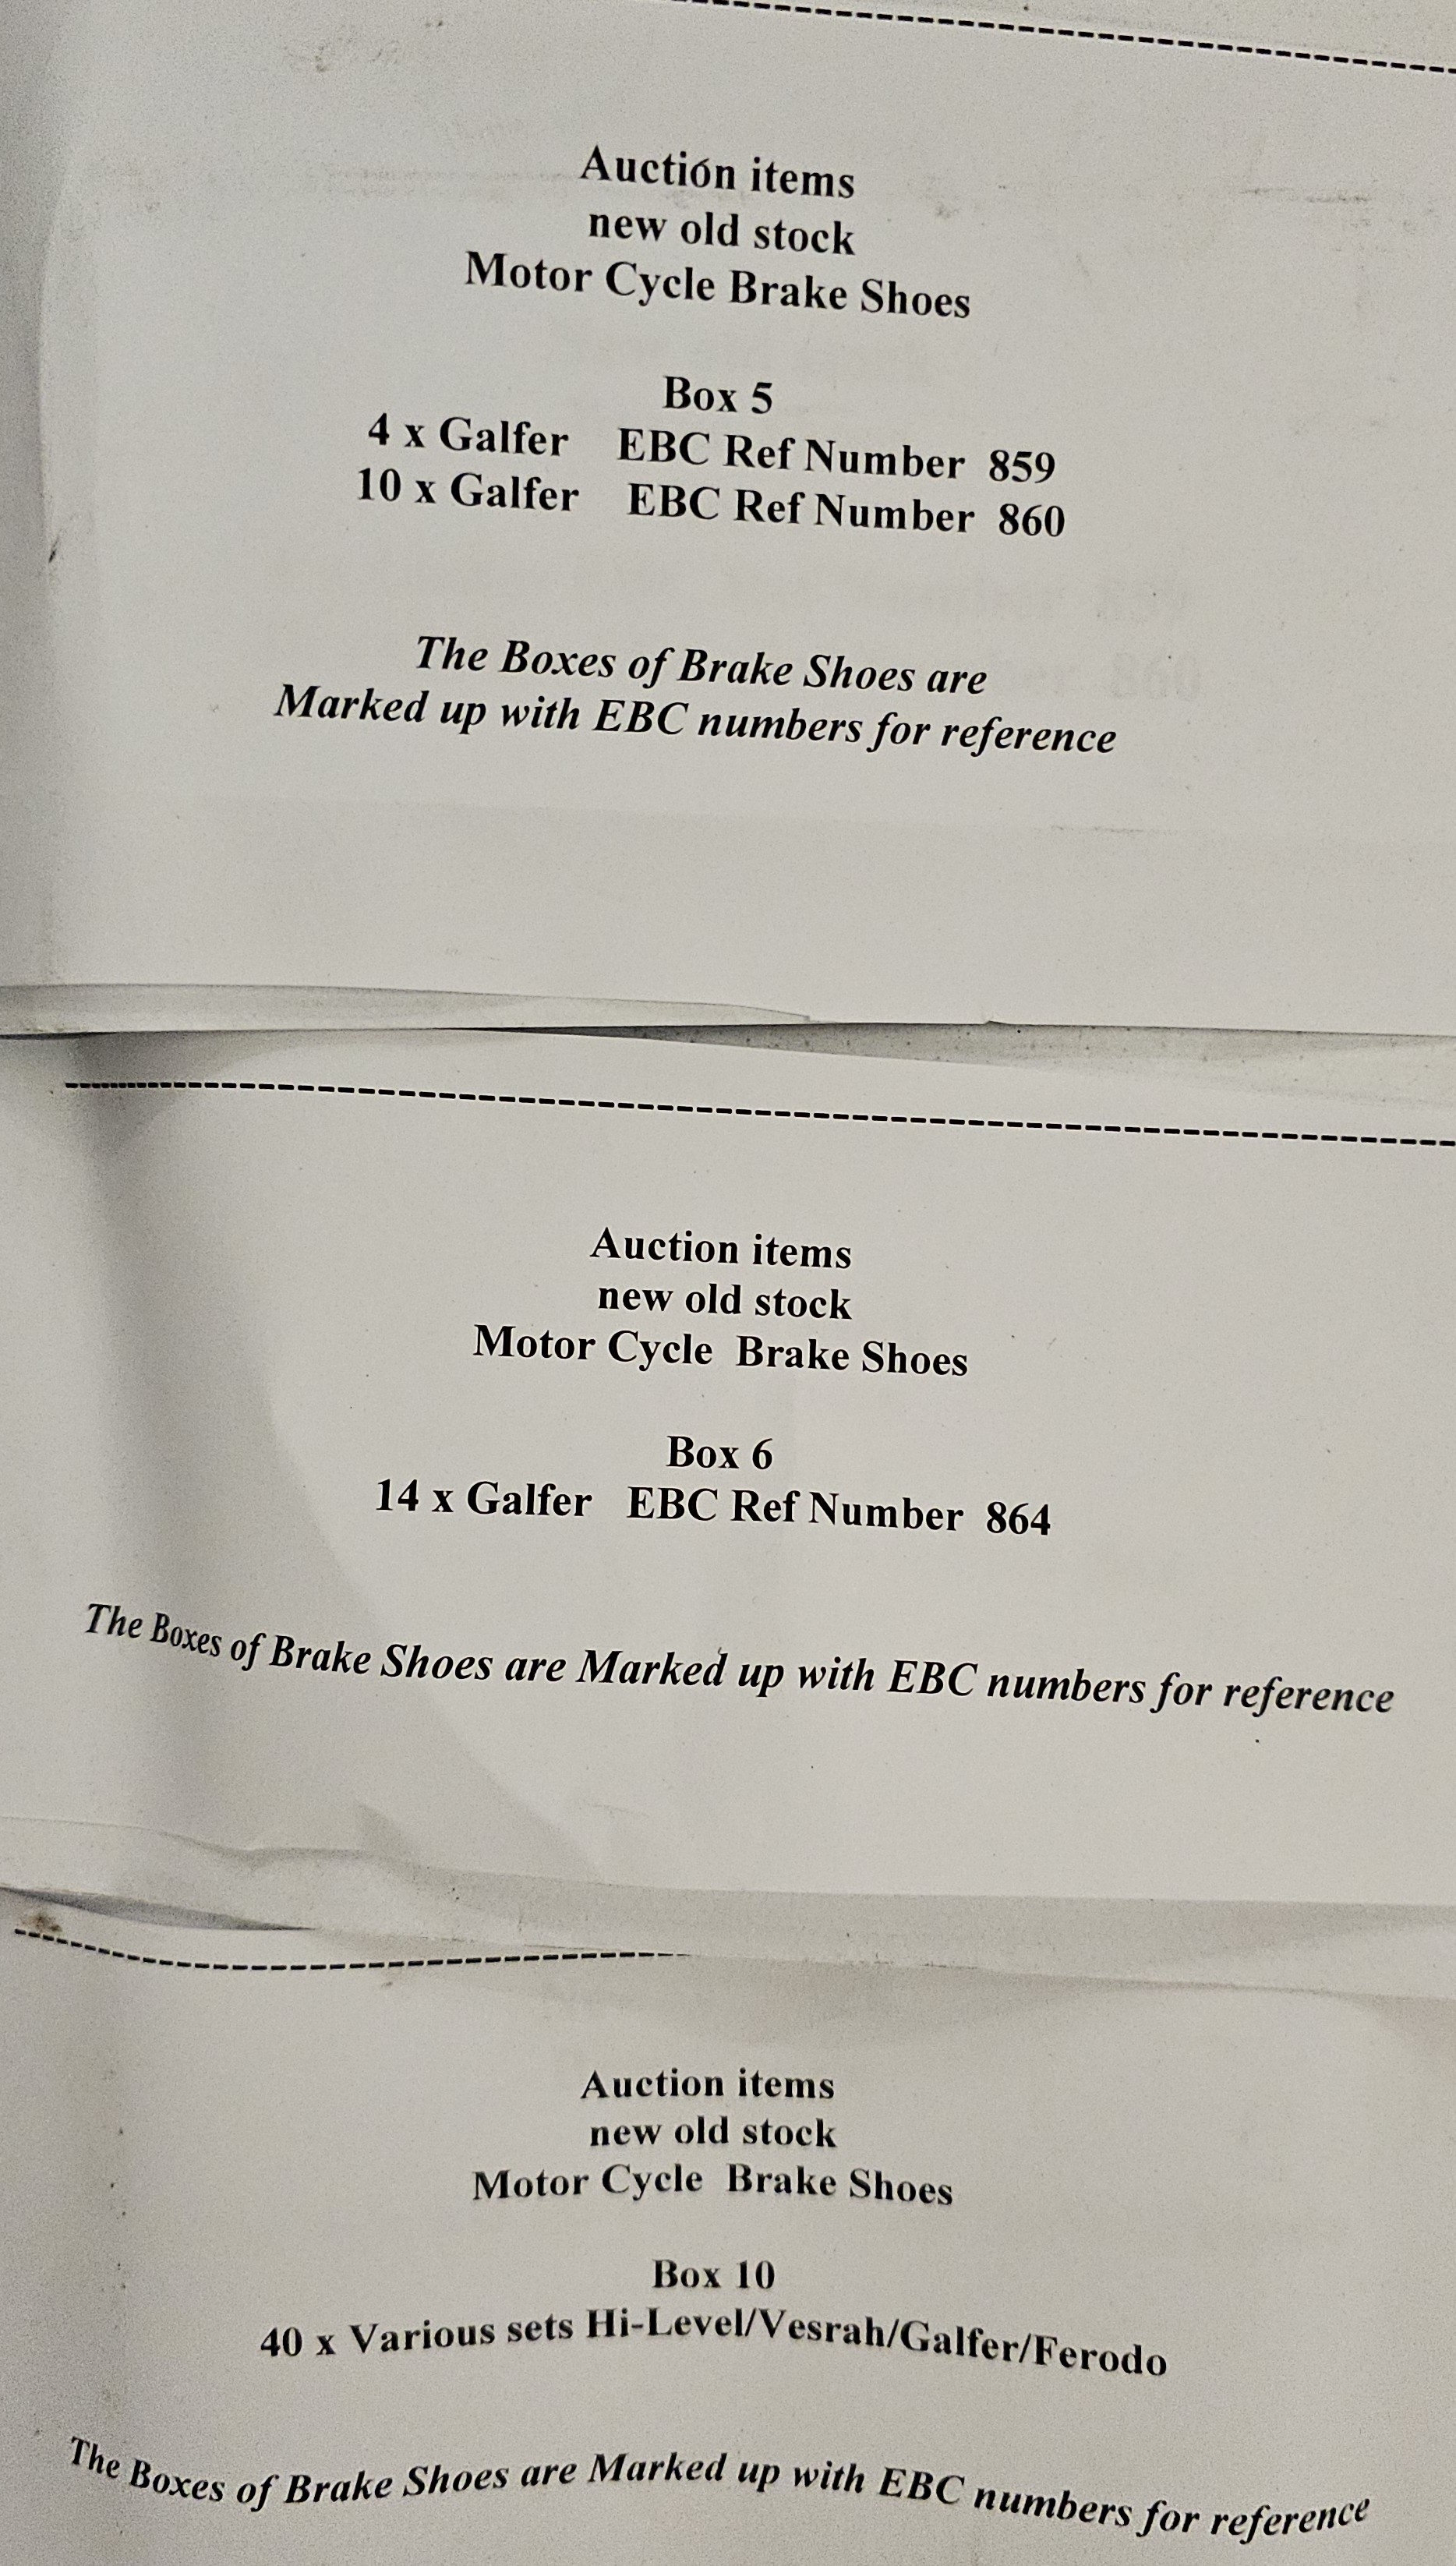 Auction items
new old stock
Motor Cycle Brake Shoes
Box 5
4 x Galfer EBC Ref Number 859
10 x Galfer EBC Ref Number 860
The Boxes of Brake Shoes are
Marked up with EBC numbers for reference
Auction items
new old stock
Motor Cycle Brake Shoes
Box 6
14 x Galfer EBC Ref Number 864
The Boxes of Brake Shoes are Marked up with EBC numbers for reference
Auction items
new old stock
Motor Cycle Brake Shoes
Box 10
40 x Various sets Hi-Level/Vesrah/Galfer/Ferodo
The Boxes of Brake Shoes are Marked up with EBC numbers for reference